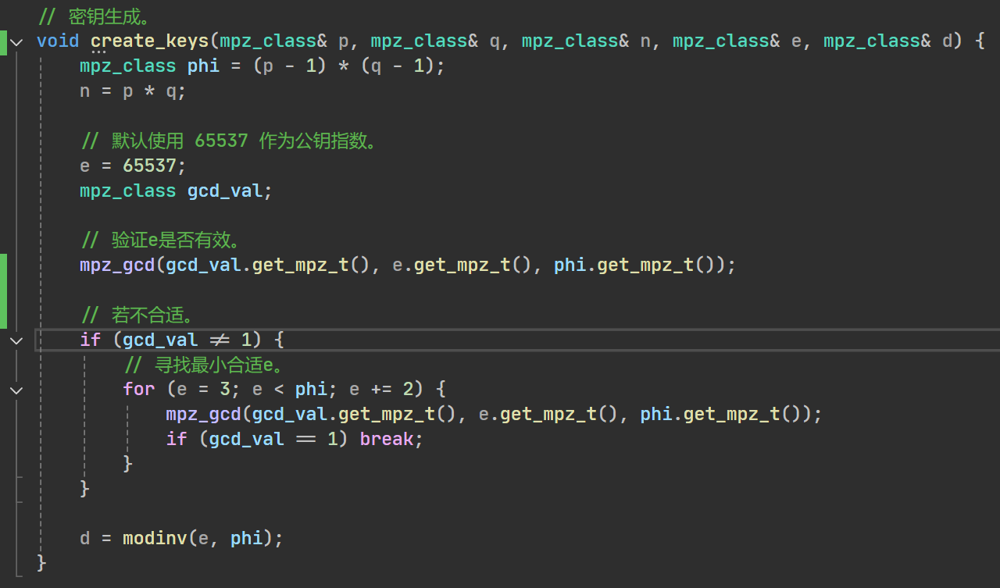 // 密钥生成。
void create_keys(mpz_class& p, mpz_class& q, mpz_class& n, mpz_class& e, mpz_class& d) {
    mpz_class phi = (p - 1) * (q - 1);
    n = p * q;

    // 默认使用 65537 作为公钥指数。
    e = 65537;
    mpz_class gcd_val;

    // 验证e是否有效。
    mpz_gcd(gcd_val.get_mpz_t(), e.get_mpz_t(), phi.get_mpz_t());

    // 若不合适。
    if (gcd_val != 1) {
        // 寻找最小合适e。
        for (e = 3; e < phi; e += 2) {
            mpz_gcd(gcd_val.get_mpz_t(), e.get_mpz_t(), phi.get_mpz_t());
            if (gcd_val == 1) break;
        }
    }

    d = modinv(e, phi);
}